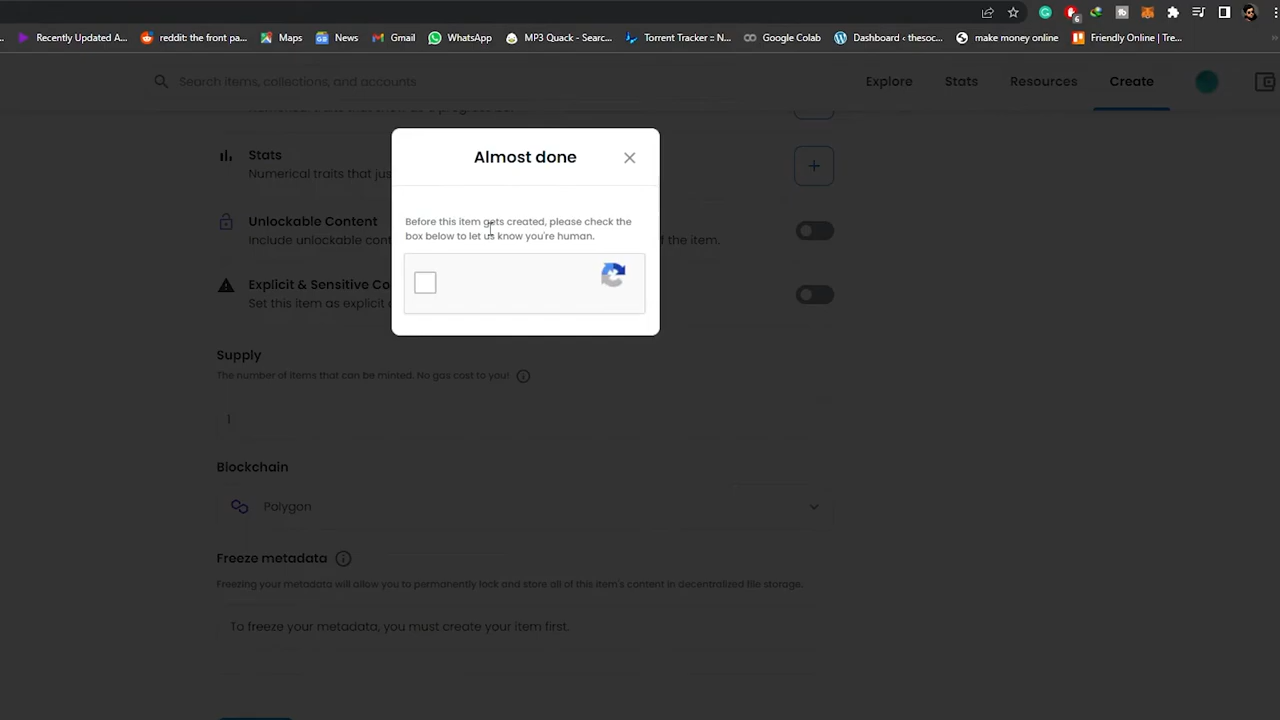 6
Recently Updated A...
reddit the front pa...
Maps
News
Gmail
WhatsApp
MP3 Quack - Searc...
Torrent Tracker :: N...
Google Colab
Dashboard ‹ thesoc...
make money online
Friendly Online | Tre...
Search items, collections, and accounts
Explore
Stats
Resources
Create
Almost done
Stats
Numerical traits that jus
Before this item gets created, please check the
box below to let us know you're human.
Unlockable Content
Include unlockable cont
of the item.
Explicit & Sensitive Co
Set this item as explicit
Supply
The number of items that can be minted. No gas cost to you!
1
Blockchain
Polygon
Freeze metadata
Freezing your metadata will allow you to permanently lock and store all of this item's content in decentralized file storage.
To freeze your metadata, you must create your item first.